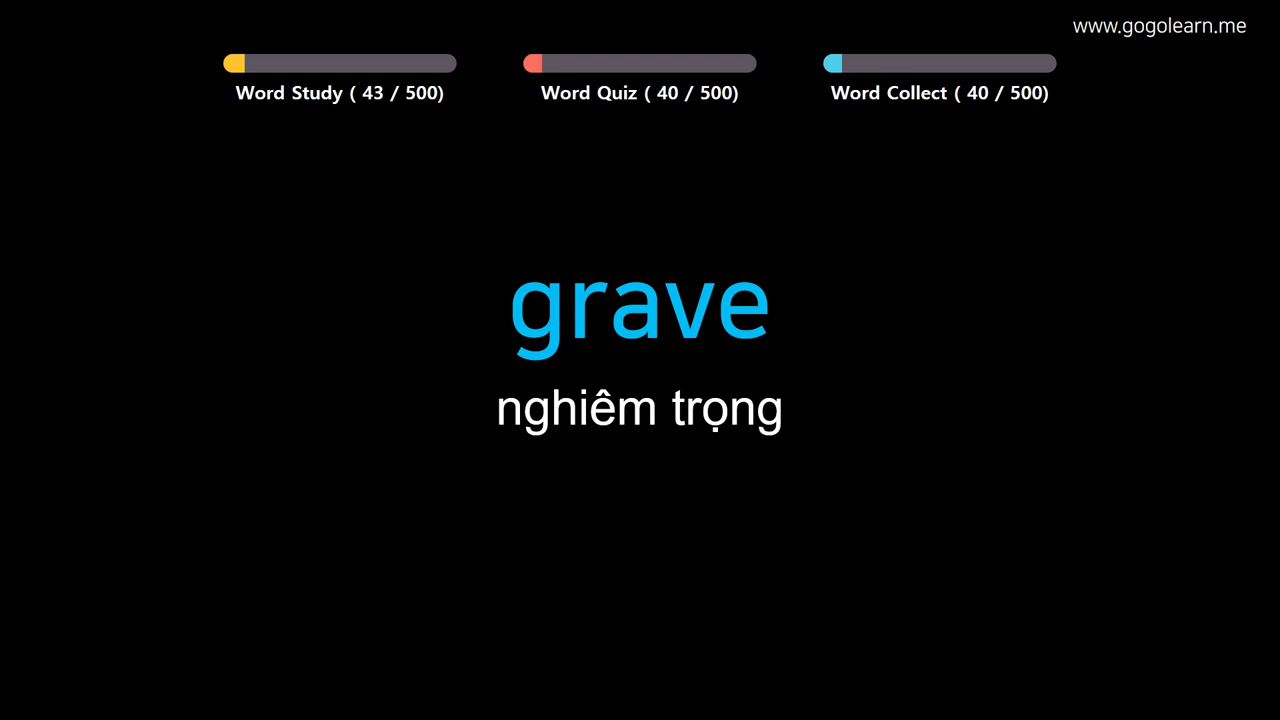 www.gogolearn.me
Word Study ( 43 / 500)
Word Quiz ( 40 / 500)
Word Collect ( 40 / 500)
grave
nghiêm trọng